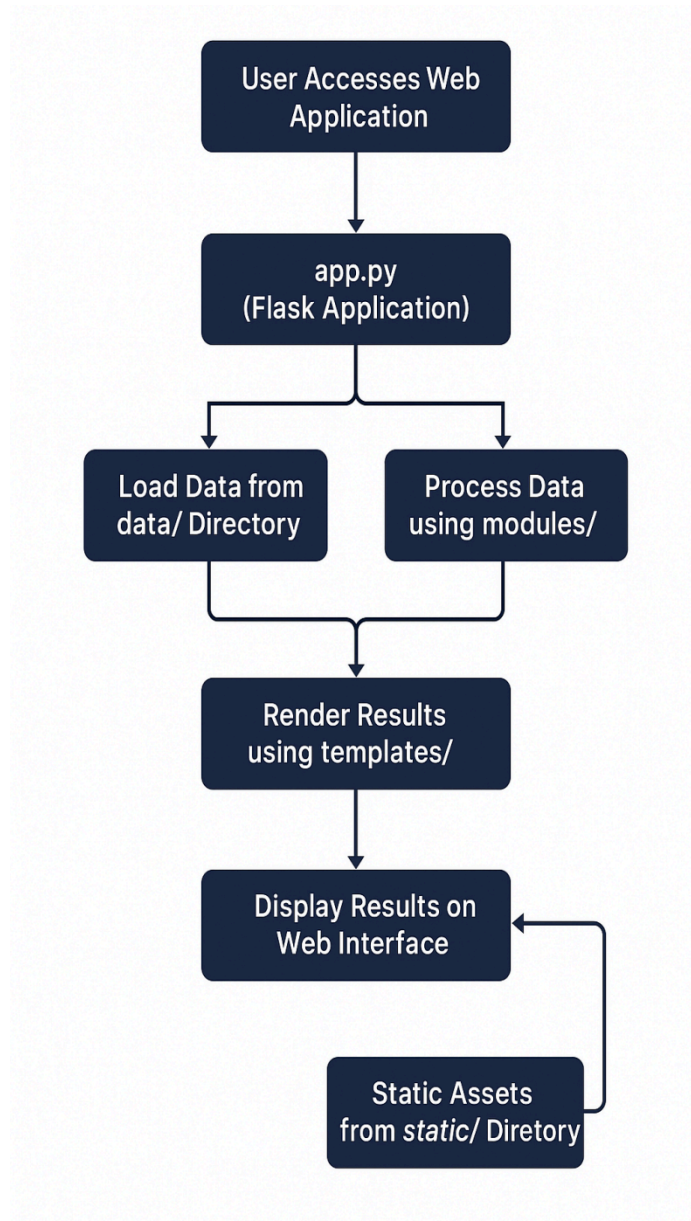 User Accesses Web
Application
app.py
(Flask Application)
Load Data from
data/ Directory
Process Data
using modules/
Render Results
using templates/
Display Results on
Web Interface
Static Assets
from static/ Diretory